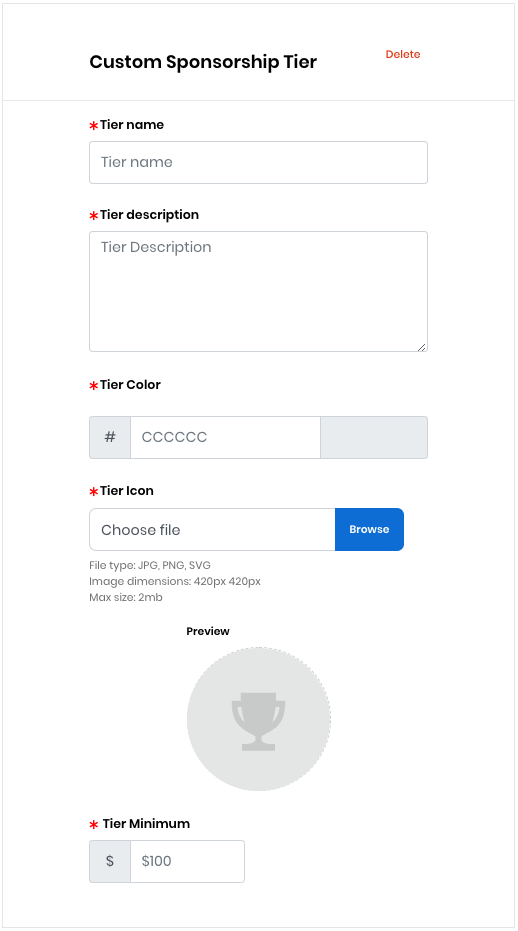 Custom Sponsorship Tier
Delete
*Tier name
Tier name
*Tier description
Tier Description
*Tier Color
# CCCCCC
*Tier Icon
Choose file
Browse
File type: JPG, PNG, SVG
Image dimensions: 420px 420px
Max size: 2mb
Preview
* Tier Minimum
$ $100